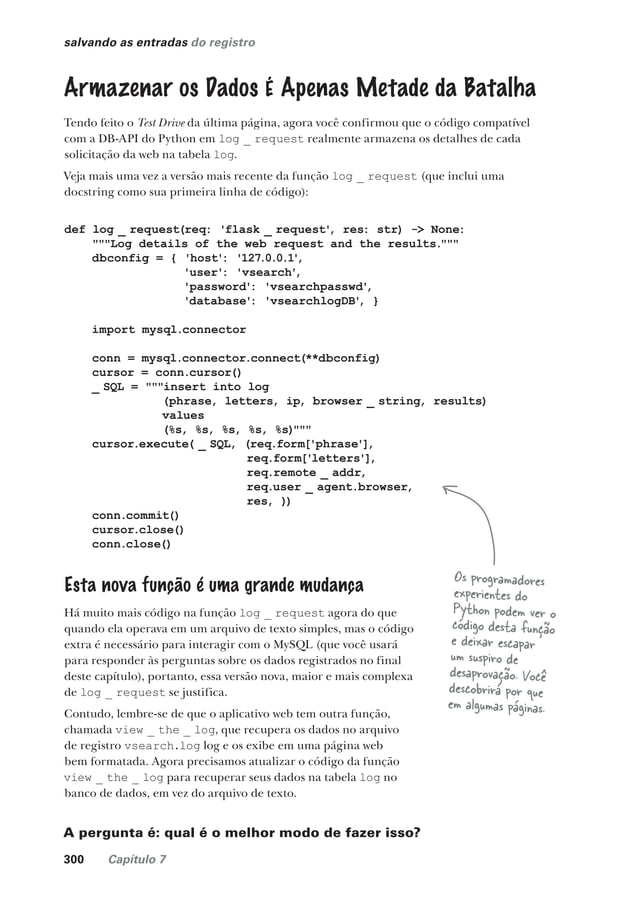 salvando as entradas do registro
Armazenar os Dados É Apenas Metade da Batalha
Tendo feito o Test Drive da última página, agora você confirmou que o código compatível
com a DB-API do Python em log _ request realmente armazena os detalhes de cada
solicitação da web na tabela log.
Veja mais uma vez a versão mais recente da função log _ request (que inclui uma
docstring como sua primeira linha de código):
def log _ request(req: 'flask _ request', res: str) -> None:
    """Log details of the web request and the results."""
    dbconfig = { 'host': '127.0.0.1',
                 'user': 'vsearch',
                 'password': 'vsearchpasswd',
                 'database': 'vsearchlogDB', }
    import mysql.connector
    conn = mysql.connector.connect(**dbconfig)
    cursor = conn.cursor()
    _ SQL = """insert into log
              (phrase, letters, ip, browser _ string, results)
              values
              (%s, %s, %s, %s, %s)"""
    cursor.execute( _ SQL, (req.form['phrase'],
                            req.form['letters'],
                            req.remote _ addr,
                            req.user _ agent.browser,
                            res, ))
    conn.commit()
    cursor.close()
    conn.close()
Esta nova função é uma grande mudança
Há muito mais código na função log _ request agora do que
quando ela operava em um arquivo de texto simples, mas o código
extra é necessário para interagir com o MySQL (que você usará
para responder às perguntas sobre os dados registrados no final
deste capítulo), portanto, essa versão nova, maior e mais complexa
de log _ request se justifica.
Contudo, lembre-se de que o aplicativo web tem outra função,
chamada view _ the _ log, que recupera os dados no arquivo
de registro vsearch.log log e os exibe em uma página web
bem formatada. Agora precisamos atualizar o código da função
view _ the _ log para recuperar seus dados na tabela log no
banco de dados, em vez do arquivo de texto.
Os programadores
experientes do
Python podem ver o
código desta função
e deixar escapar
um suspiro de
desaprovação. Você
descobrirá por que
em algumas páginas.
A pergunta é: qual é o melhor modo de fazer isso?
300 Capítulo 7